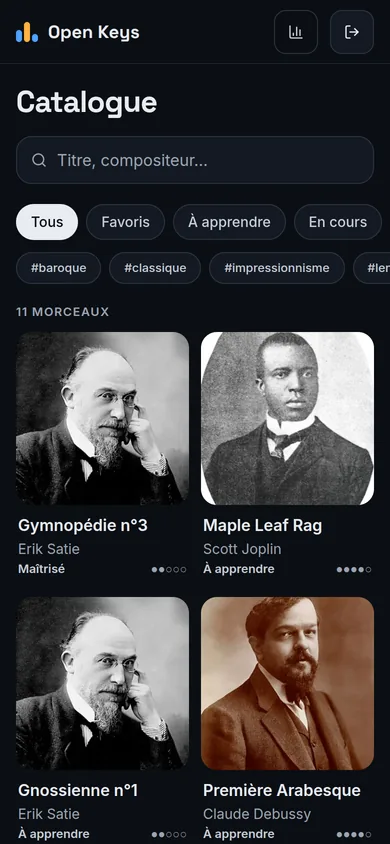 Open Keys
Catalogue
Titre, compositeur...
Tous Favoris À apprendre En cours
#baroque #classique #impressionnisme
11 MORCEAUX
Gymnopédie n°3 Maple Leaf Rag
Erik Satie Scott Joplin
Maîtrisé À apprendre
Gnossienne n°1 Première Arabesque
Erik Satie Claude Debussy
À apprendre À apprendre